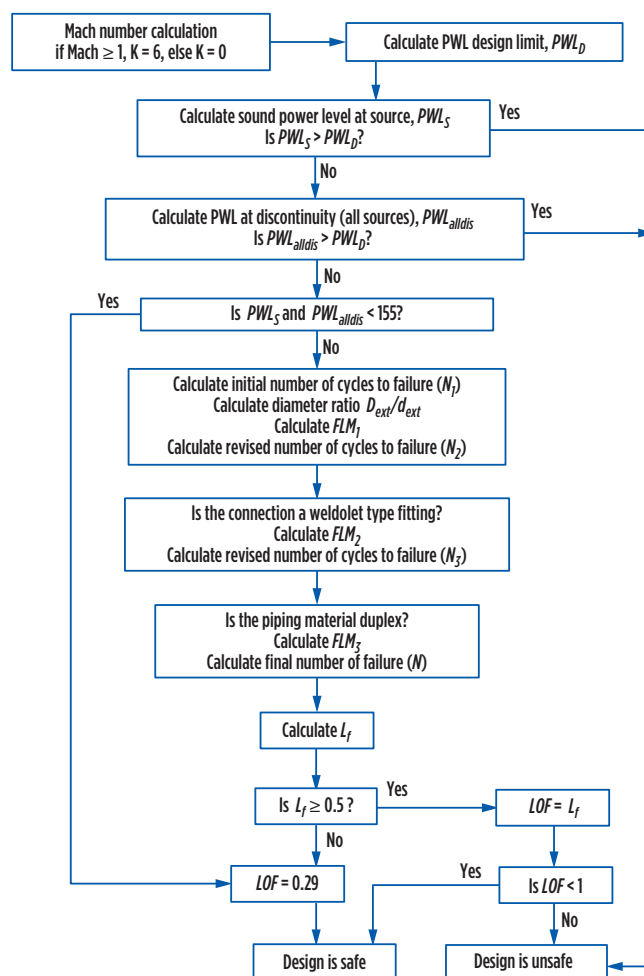 Mach number calculation
if Mach ≥ 1, K = 6, else K = 0
Calculate PWL design limit, PWL_D
Calculate sound power level at source, PWL_S
Is PWL_S > PWL_D?
Yes
No
Calculate PWL at discontinuity (all sources), PWL_alldis
Is PWL_alldis > PWL_D?
Yes
No
Yes
Is PWL_S and PWL_alldis < 155?
No
Calculate initial number of cycles to failure (N_1)
Calculate diameter ratio D_ext/d_ext
Calculate FLM_1
Calculate revised number of cycles to failure (N_2)
Is the connection a weldolet type fitting?
Calculate FLM_2
Calculate revised number of cycles to failure (N_3)
Is the piping material duplex?
Calculate FLM_3
Calculate final number of failure (N)
Calculate L_f
Is L_f ≥ 0.5 ?
Yes
LOF = L_f
No
LOF = 0.29
Yes
Is LOF < 1
No
Design is safe
Design is unsafe